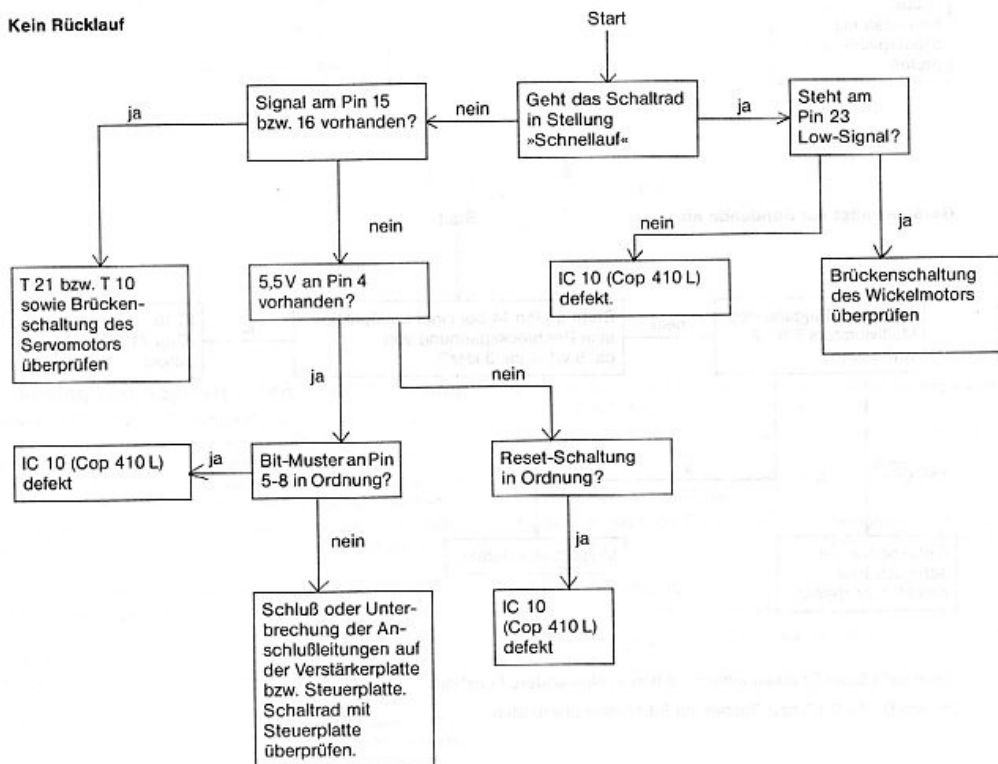 Kein Rücklauf
Start
Signal am Pin 15
bzw. 16 vorhanden?
nein
Geht das Schaltrad
in Stellung
»Schnellauf«
ja
Steht am
Pin 23
Low-Signal?
ja
nein
nein
ja
T 21 bzw. T 10
sowie Brücken-
schaltung des
Servomotors
überprüfen
5,5 V an Pin 4
vorhanden?
IC 10 (Cop 410 L)
defekt.
Brückenschaltung
des Wickelmotors
überprüfen
ja
nein
IC 10 (Cop 410 L)
defekt
ja
Bit-Muster an Pin
5-8 in Ordnung?
Reset-Schaltung
in Ordnung?
nein
ja
Schluß oder Unter-
brechung der An-
schlußleitungen auf
der Verstärkerplatte
bzw. Steuerplatte.
Schaltrad mit
Steuerplatte
überprüfen.
IC 10
(Cop 410 L)
defekt